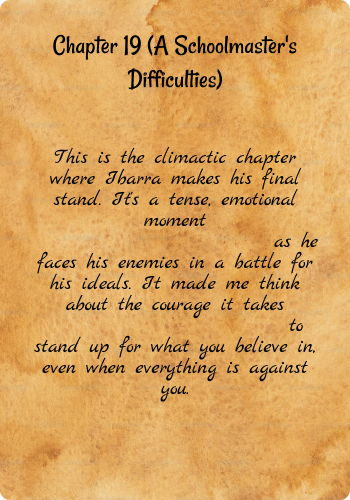 Chapter 19 (A Schoolmaster's
Difficulties)
This is the climactic chapter
where Ibarra makes his final
stand. It's a tense, emotional
moment
as he
faces his enemies in a battle for
his ideals. It made me think
about the courage it takes
to
stand up for what you believe in,
even when everything is against
you.